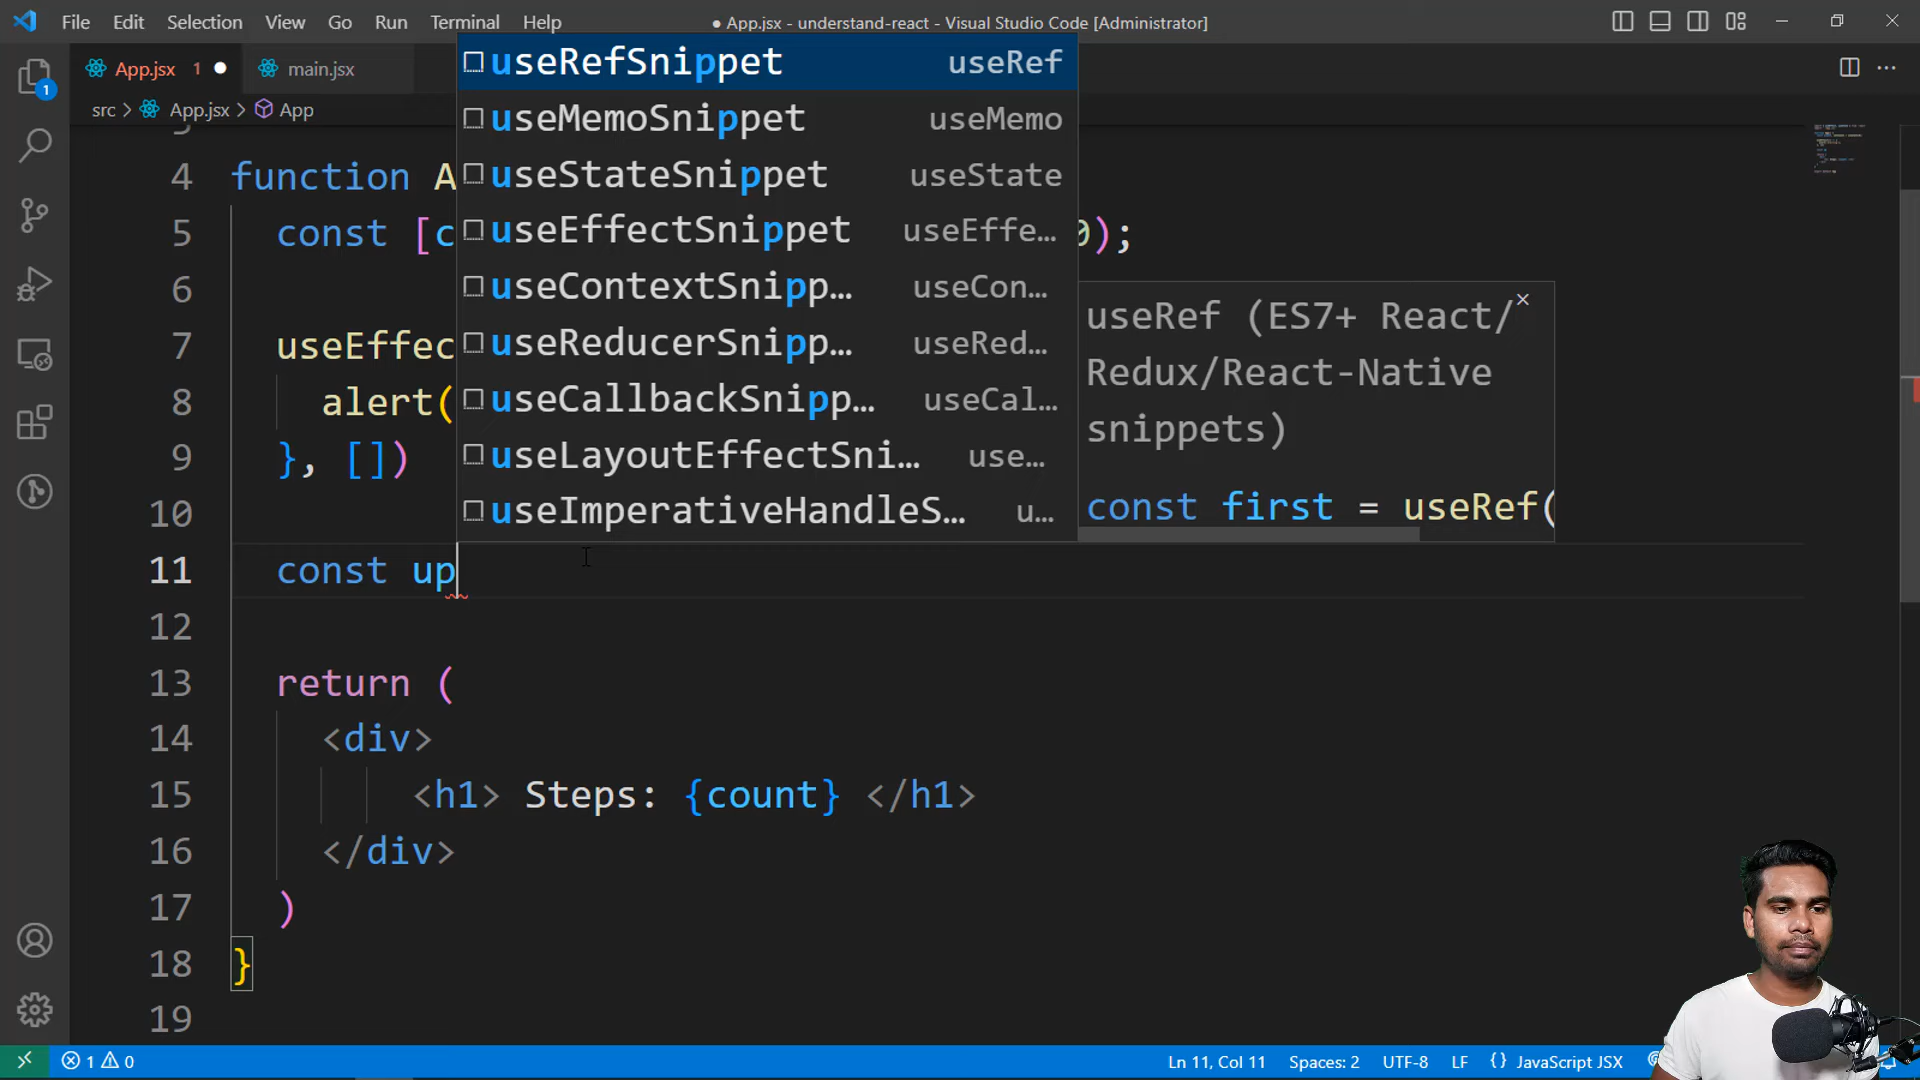 File Edit Selection View Go Run Terminal Help
● App.jsx - understand-react - Visual Studio Code [Administrator]
App.jsx 1 ●
main.jsx
src > App.jsx > App
1
useRefSnippet useRef
useMemoSnippet useMemo
useStateSnippet useState
useEffectSnippet useEffe…
useContextSnipp… useCon…
useReducerSnipp… useRed…
useCallbackSnipp… useCal…
useLayoutEffectSni… use…
useImperativeHandleS… u…
useRef (ES7+ React/
Redux/React-Native
snippets)
const first = useRef(
4 function A
5 const [c 0);
6
7 useEffec
8 alert(
9 }, [])
10
11 const up
12
13 return (
14 <div>
15 <h1> Steps: {count} </h1>
16 </div>
17 )
18 }
19
1 0
Ln 11, Col 11 Spaces: 2 UTF-8 LF {} JavaScript JSX